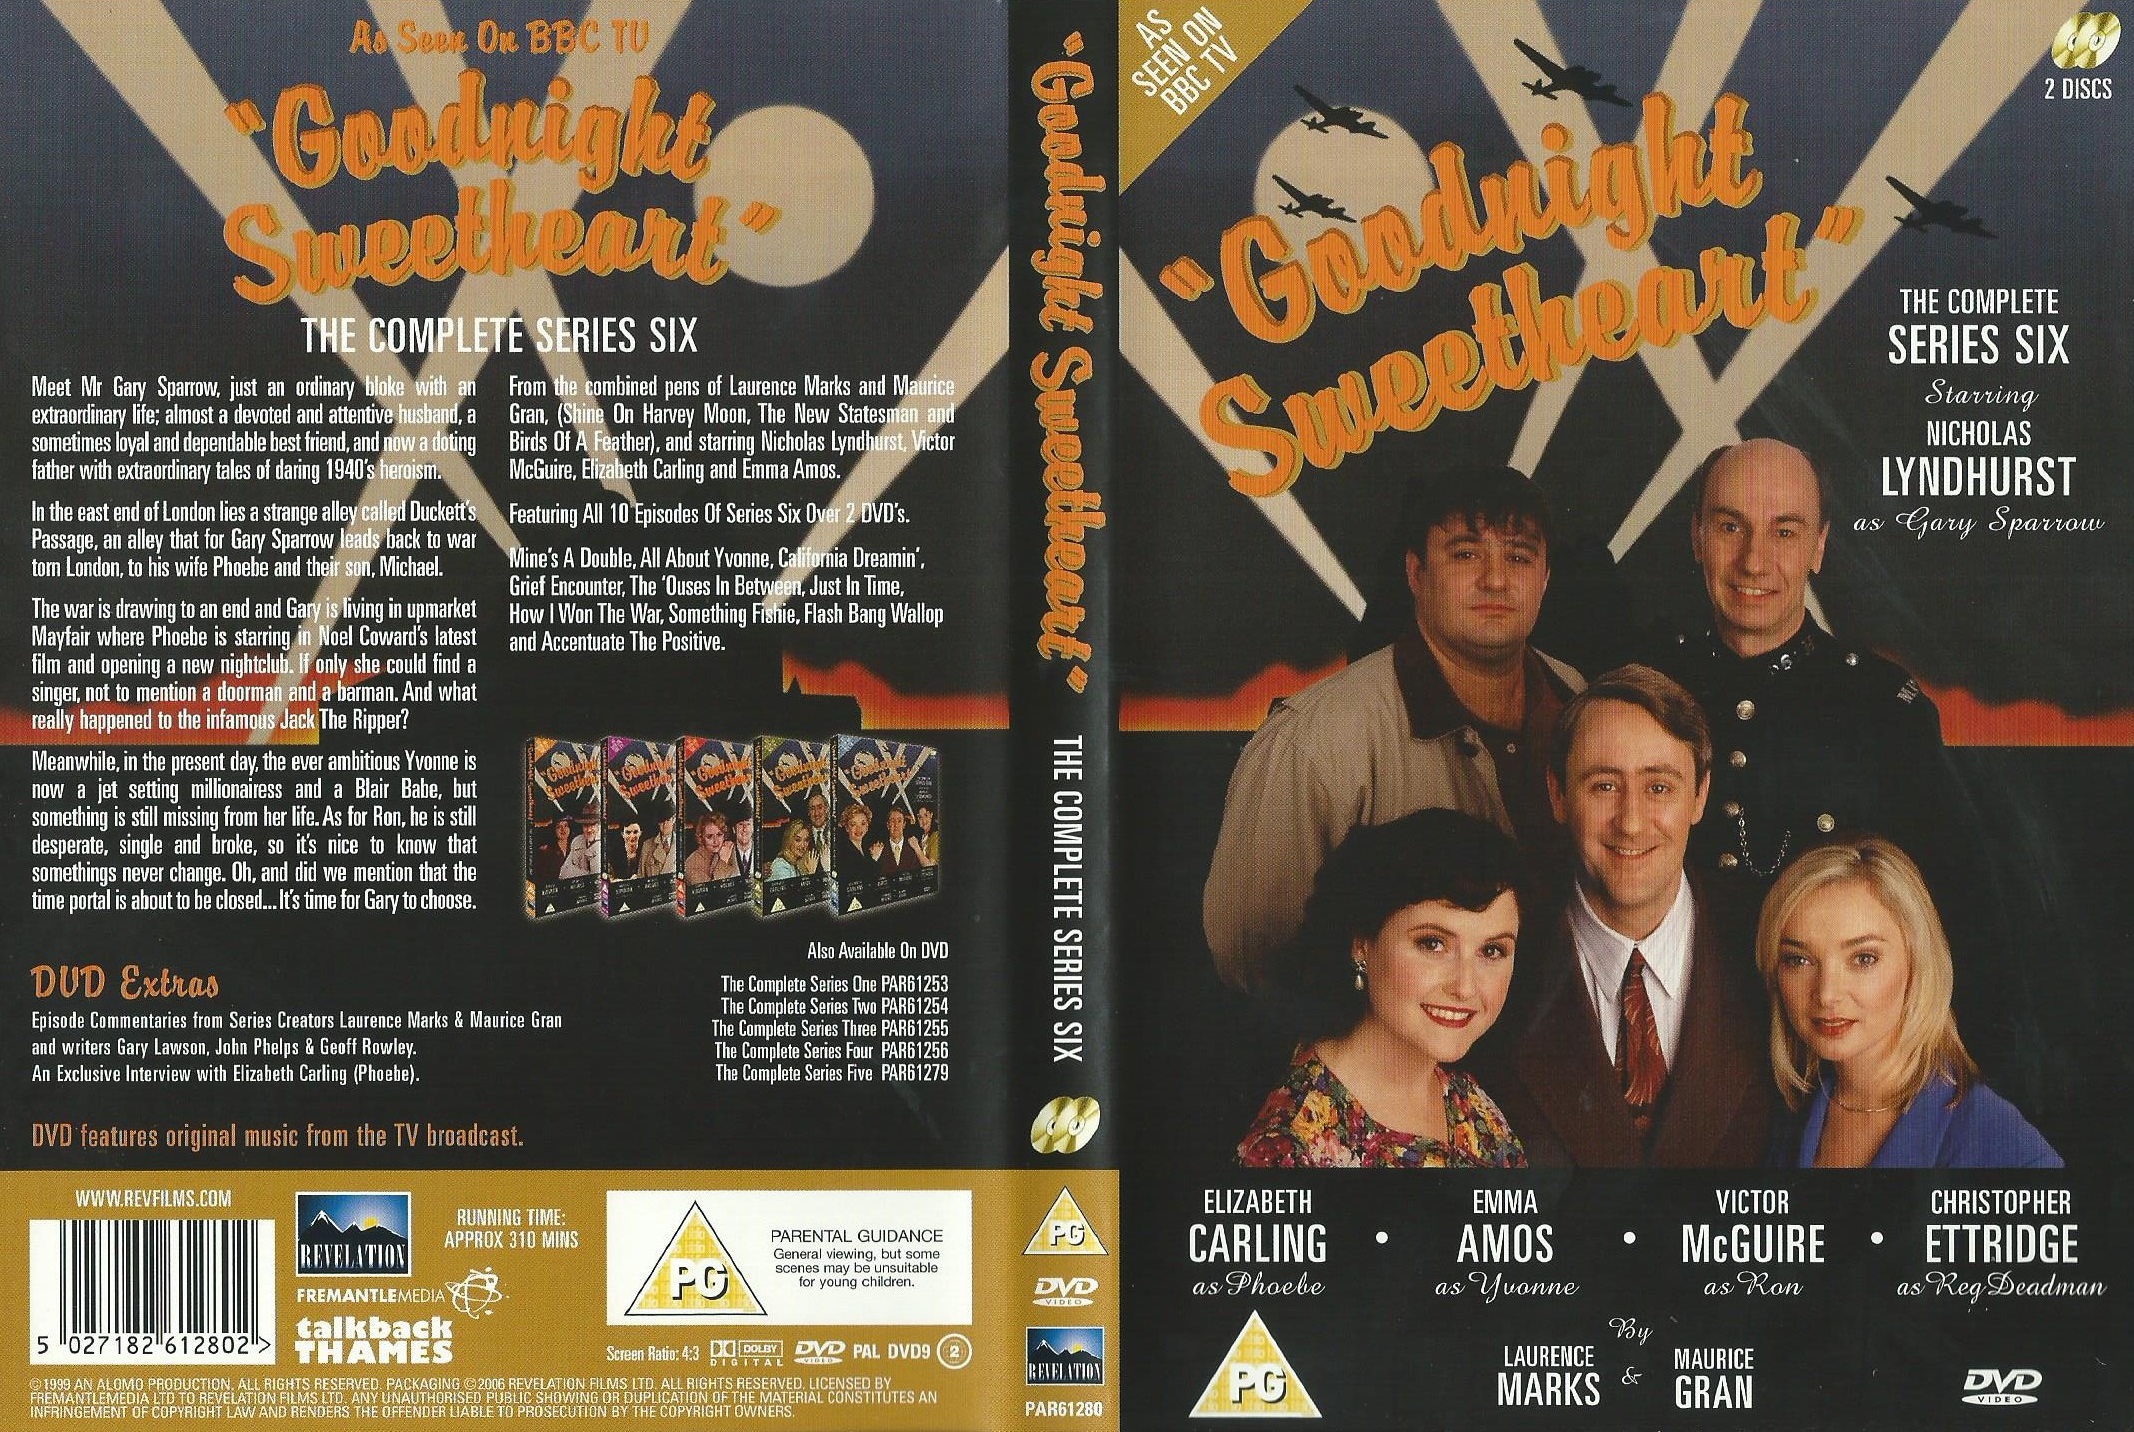 As Seen On BBC TV
"Goodnight
Sweetheart"
THE COMPLETE SERIES SIX
Meet Mr Gary Sparrow, just an ordinary bloke with an
extraordinary life; almost a devoted and attentive husband, a
sometimes loyal and dependable best friend, and now a doting
father with extraordinary tales of daring 1940's heroism.
In the east end of London lies a strange alley called Duckett's
Passage, an alley that for Gary Sparrow leads back to war
torn London, to his wife Phoebe and their son, Michael.
The war is drawing to an end and Gary is living in upmarket
Mayfair where Phoebe is starring in Noel Coward's latest
film and opening a new nightclub. If only she could find a
singer, not to mention a doorman and a barman. And what
really happened to the infamous Jack The Ripper?
Meanwhile, in the present day, the ever ambitious Yvonne is
now a jet setting millionairess and a Blair Babe, but
something is still missing from her life. As for Ron, he is still
desperate, single and broke, so it's nice to know that
somethings never change. Oh, and did we mention that the
time portal is about to be closed... It's time for Gary to choose.
From the combined pens of Laurence Marks and Maurice
Gran, (Shine On Harvey Moon, The New Statesman and
Birds Of A Feather), and starring Nicholas Lyndhurst, Victor
McGuire, Elizabeth Carling and Emma Amos.
Featuring All 10 Episodes Of Series Six Over 2 DVD's.
Mine's A Double, All About Yvonne, California Dreamin',
Grief Encounter, The 'Ouses In Between, Just In Time,
How I Won The War, Something Fishie, Flash Bang Wallop
and Accentuate The Positive.
Also Available On DVD
The Complete Series One PAR61253
The Complete Series Two PAR61254
The Complete Series Three PAR61255
The Complete Series Four PAR61256
The Complete Series Five PAR61279
DVD Extras
Episode Commentaries from Series Creators Laurence Marks & Maurice Gran
and writers Gary Lawson, John Phelps & Geoff Rowley.
An Exclusive Interview with Elizabeth Carling (Phoebe).
DVD features original music from the TV broadcast.
WWW.REVFILMS.COM
5 027182 612802 >
REVELATION
FREMANTLEMEDIA
talkback
THAMES
RUNNING TIME:
APPROX 310 MINS
PG
PARENTAL GUIDANCE
General viewing, but some
scenes may be unsuitable
for young children.
Screen Ratio: 4:3 DOLBY DIGITAL DVD VIDEO PAL DVD9 2
©1999 AN ALOMO PRODUCTION. ALL RIGHTS RESERVED. PACKAGING ©2006 REVELATION FILMS LTD. ALL RIGHTS RESERVED. LICENSED BY
FREMANTLEMEDIA LTD TO REVELATION FILMS LTD. ANY UNAUTHORISED PUBLIC SHOWING OR DUPLICATION OF THE MATERIAL CONSTITUTES AN
INFRINGEMENT OF COPYRIGHT LAW AND RENDERS THE OFFENDER LIABLE TO PROSECUTION BY THE COPYRIGHT OWNERS.
"Goodnight Sweetheart" THE COMPLETE SERIES SIX
PG
DVD
VIDEO
REVELATION
PAR61280
AS
SEEN ON
BBC TV
2 DISCS
"Goodnight
Sweetheart"
THE COMPLETE
SERIES SIX
Starring
NICHOLAS
LYNDHURST
as Gary Sparrow
ELIZABETH
CARLING
as Phoebe
•
EMMA
AMOS
as Yvonne
•
VICTOR
McGUIRE
as Ron
•
CHRISTOPHER
ETTRIDGE
as Reg Deadman
By
LAURENCE
MARKS
&
MAURICE
GRAN
PG
DVD
VIDEO